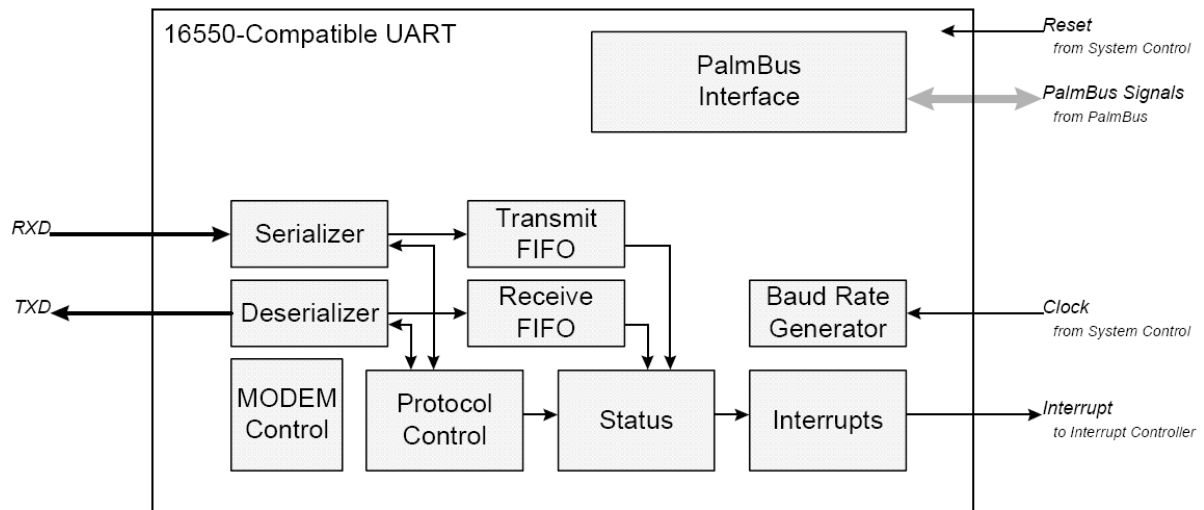 16550-Compatible UART
Reset
from System Control
PalmBus
Interface
PalmBus Signals
from PalmBus
RXD
Serializer
Transmit
FIFO
TXD
Deserializer
Receive
FIFO
Baud Rate
Generator
Clock
from System Control
MODEM
Control
Protocol
Control
Status
Interrupts
Interrupt
to Interrupt Controller